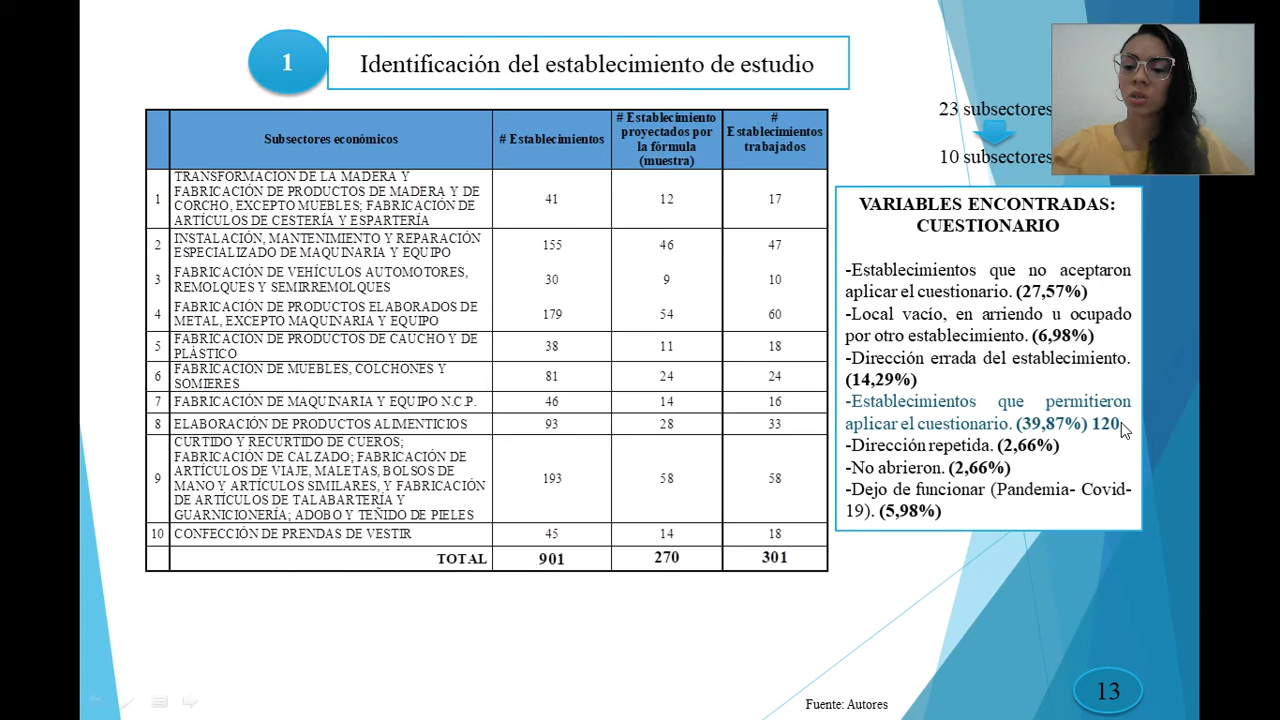 1
Identificación del establecimiento de estudio
23 subsectores
10 subsectores
Subsectores económicos
# Establecimientos
# Establecimiento
proyectados por
la fórmula
(muestra)
#
Establecimientos
trabajados
1
TRANSFORMACIÓN DE LA MADERA Y
FABRICACIÓN DE PRODUCTOS DE MADERA Y DE
CORCHO, EXCEPTO MUEBLES; FABRICACIÓN DE
ARTÍCULOS DE CESTERÍA Y ESPARTERÍA
41
12
17
2
INSTALACIÓN, MANTENIMIENTO Y REPARACIÓN
ESPECIALIZADO DE MAQUINARIA Y EQUIPO
155
46
47
3
FABRICACIÓN DE VEHÍCULOS AUTOMOTORES,
REMOLQUES Y SEMIRREMOLQUES
30
9
10
4
FABRICACIÓN DE PRODUCTOS ELABORADOS DE
METAL, EXCEPTO MAQUINARIA Y EQUIPO
179
54
60
5
FABRICACIÓN DE PRODUCTOS DE CAUCHO Y DE
PLÁSTICO
38
11
18
6
FABRICACIÓN DE MUEBLES, COLCHONES Y
SOMIERES
81
24
24
7
FABRICACIÓN DE MAQUINARIA Y EQUIPO N.C.P.
46
14
16
8
ELABORACIÓN DE PRODUCTOS ALIMENTICIOS
93
28
33
9
CURTIDO Y RECURTIDO DE CUEROS;
FABRICACIÓN DE CALZADO; FABRICACIÓN DE
ARTÍCULOS DE VIAJE, MALETAS, BOLSOS DE
MANO Y ARTÍCULOS SIMILARES, Y FABRICACIÓN
DE ARTÍCULOS DE TALABARTERÍA Y
GUARNICIONERÍA; ADOBO Y TEÑIDO DE PIELES
193
58
58
10
CONFECCIÓN DE PRENDAS DE VESTIR
45
14
18
TOTAL
901
270
301
VARIABLES ENCONTRADAS:
CUESTIONARIO
-Establecimientos que no aceptaron
aplicar el cuestionario. (27,57%)
-Local vacío, en arriendo u ocupado
por otro establecimiento. (6,98%)
-Dirección errada del establecimiento.
(14,29%)
-Establecimientos que permitieron
aplicar el cuestionario. (39,87%) 120
-Dirección repetida. (2,66%)
-No abrieron. (2,66%)
-Dejo de funcionar (Pandemia- Covid-
19). (5,98%)
Fuente: Autores
13